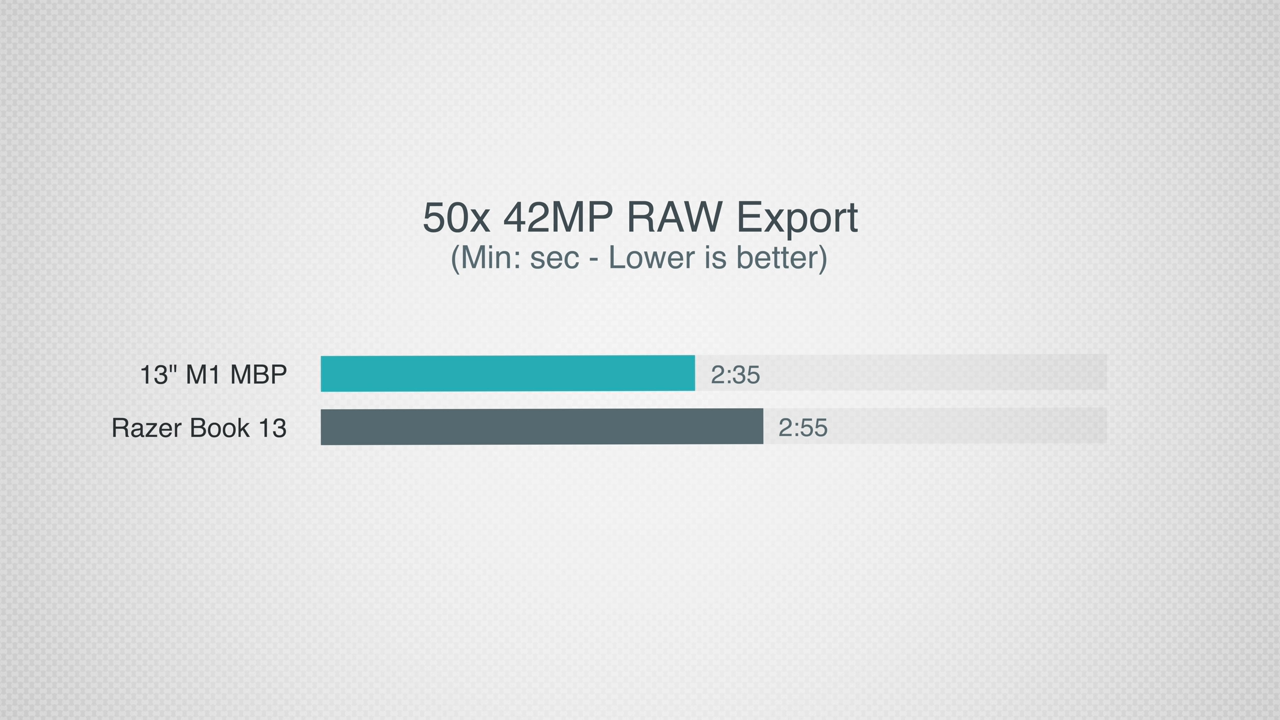 50x 42MP RAW Export
(Min: sec - Lower is better)
13" M1 MBP 2:35
Razer Book 13 2:55